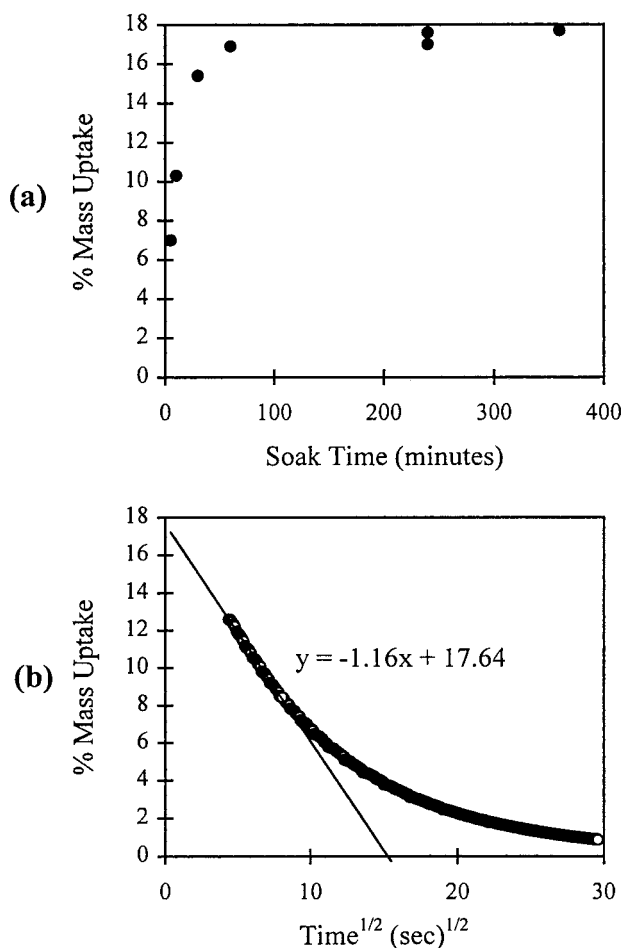 18
16
14
12
10
8
6
4
2
0
(a)
% Mass Uptake
0 100 200 300 400
Soak Time (minutes)
18
16
14
12
10
8
6
4
2
0
(b)
% Mass Uptake
y = -1.16x + 17.64
0 10 20 30
Time^{1/2} (sec)^{1/2}